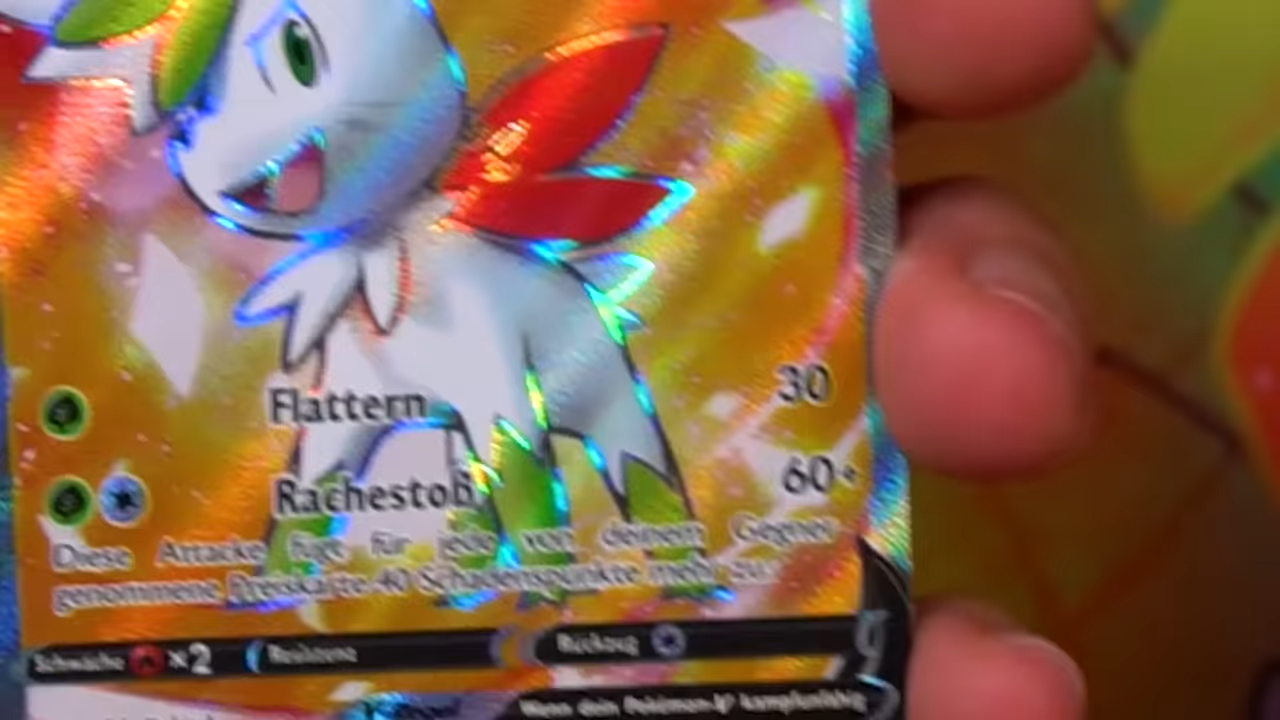 Flattern 30
Rachestoß 60+
Diese Attacke fügt für jede von deinem Gegner
genommene Preiskarte 40 Schadenspunkte mehr zu.
Schwäche ×2 Resistenz Rückzug
Wenn dein Pokémon-V kampfunfähig